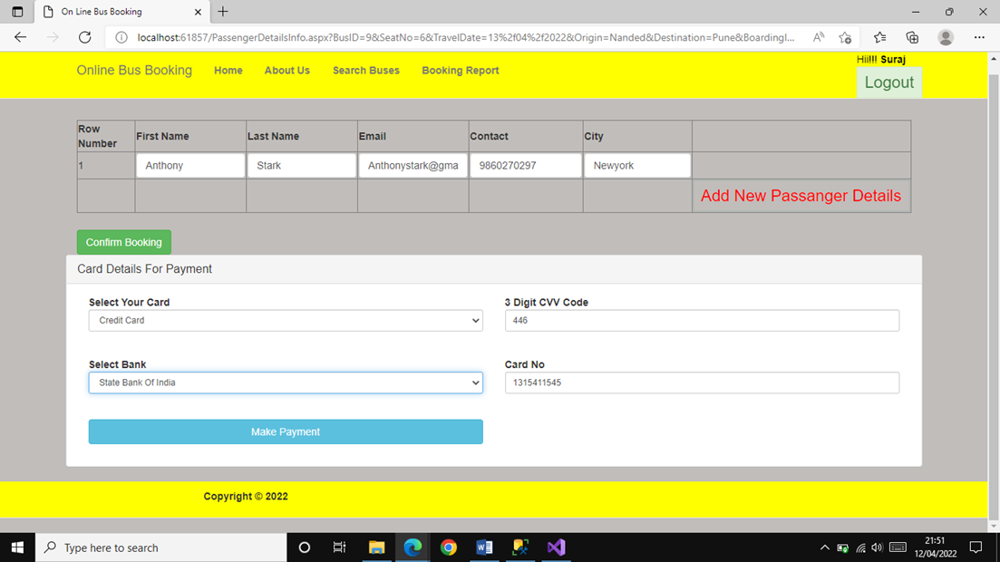 On Line Bus Booking
localhost:61857/PassengerDetailsInfo.aspx?BusID=9&SeatNo=6&TravelDate=13%2f04%2f2022&Origin=Nanded&Destination=Pune&BoardingI...
Hii!!! Suraj
Online Bus Booking Home About Us Search Buses Booking Report
Logout
Row Number First Name Last Name Email Contact City
1 Anthony Stark Anthonystark@gma 9860270297 Newyork
Add New Passanger Details
Confirm Booking
Card Details For Payment
Select Your Card 3 Digit CVV Code
Credit Card 446
Select Bank Card No
State Bank Of India 1315411545
Make Payment
Copyright © 2022
Type here to search
21:51
12/04/2022